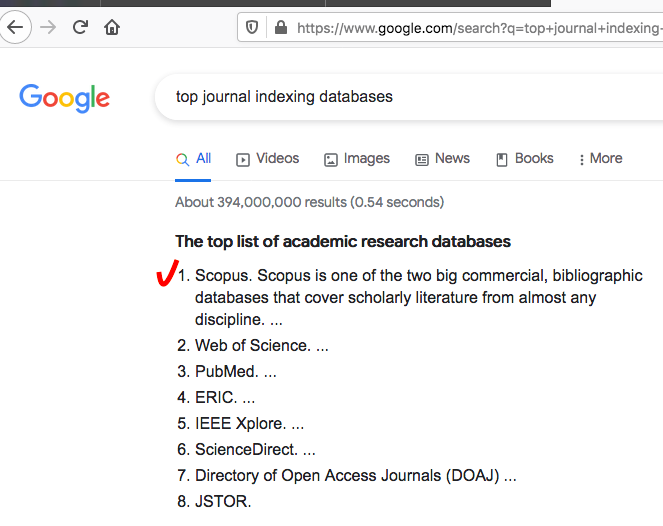 https://www.google.com/search?q=top+journal+indexing-
Google
top journal indexing databases
All Videos Images News Books More
About 394,000,000 results (0.54 seconds)
The top list of academic research databases
1. Scopus. Scopus is one of the two big commercial, bibliographic
databases that cover scholarly literature from almost any
discipline. ...
2. Web of Science. ...
3. PubMed. ...
4. ERIC. ...
5. IEEE Xplore. ...
6. ScienceDirect. ...
7. Directory of Open Access Journals (DOAJ) ...
8. JSTOR.